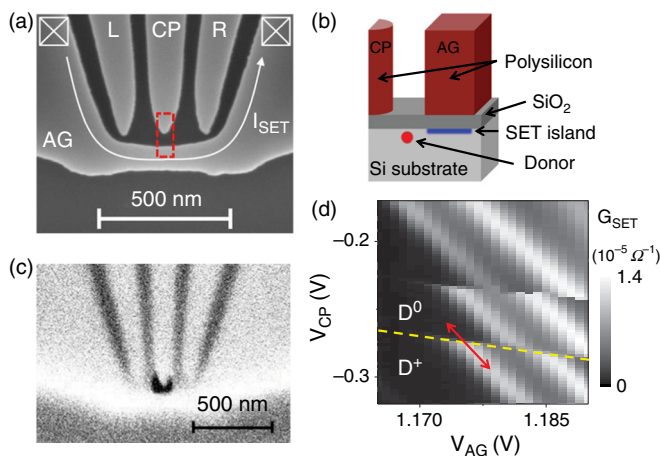 (a)
L
CP
R
I_SET
AG
500 nm
(b)
CP
AG
Polysilicon
SiO₂
SET island
Si substrate
Donor
(c)
500 nm
(d)
G_SET
(10⁻⁵ Ω⁻¹)
1.4
0
−0.2
−0.3
V_CP (V)
D⁰
D⁺
1.170
1.185
V_AG (V)